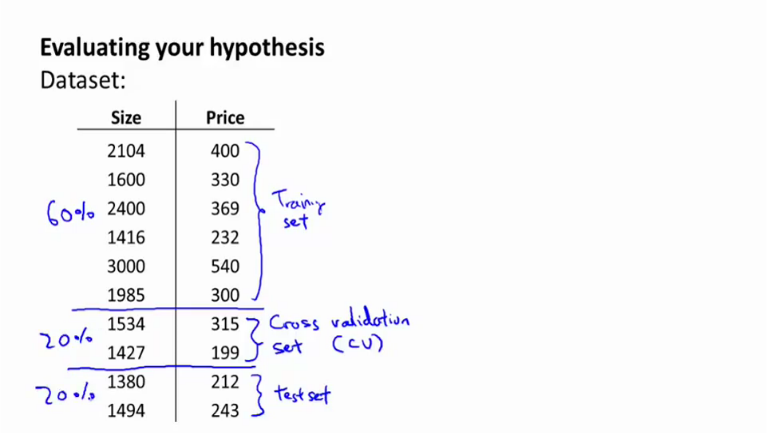 Evaluating your hypothesis
Dataset:
Size Price
2104 400
1600 330
60% 2400 369 Training
set
1416 232
3000 540
1985 300
1534 315 Cross validation
20% 1427 199 set (CV)
20% 1380 212 test set
1494 243